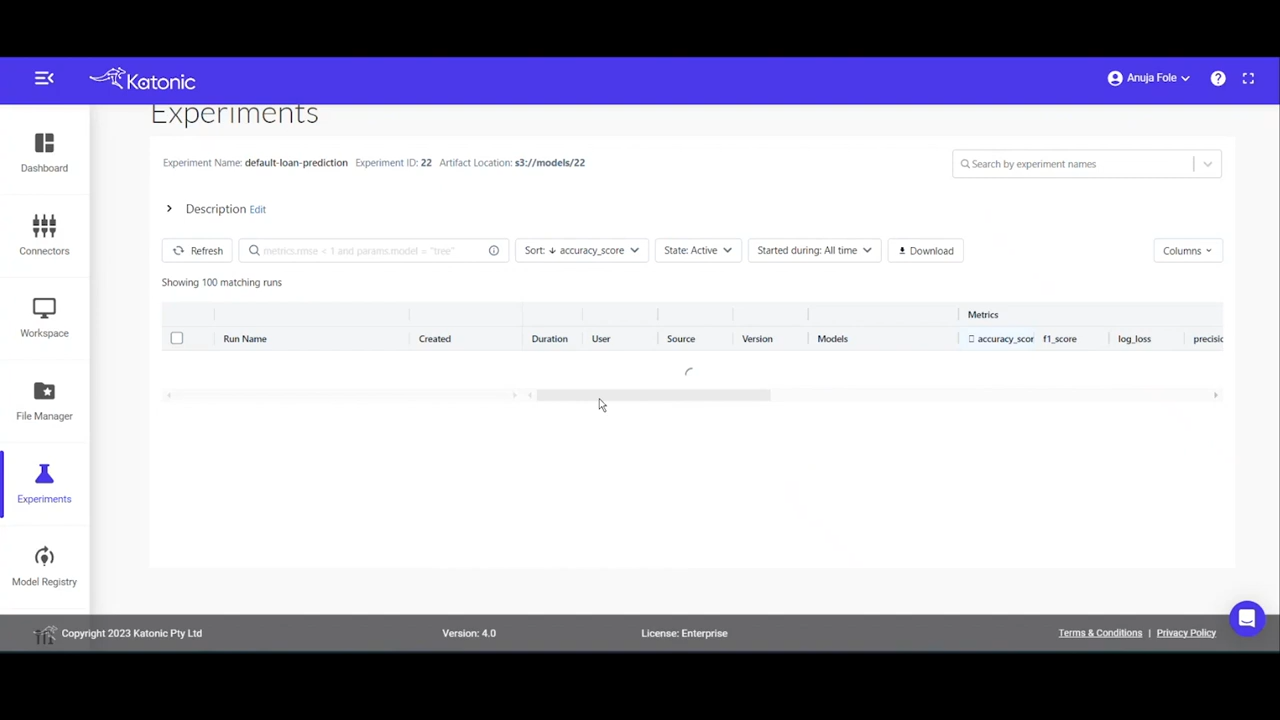 Katonic
Anuja Fole
?
Experiments
Dashboard
Connectors
Workspace
File Manager
Experiments
Model Registry
Experiment Name: default-loan-prediction Experiment ID: 22 Artifact Location: s3://models/22
Search by experiment names
Description Edit
Refresh
metrics.rmse < 1 and params.model = "tree"
Sort: ↓ accuracy_score
State: Active
Started during: All time
Download
Columns
Showing 100 matching runs
Metrics
Run Name Created Duration User Source Version Models accuracy_scor f1_score log_loss precisic
Copyright 2023 Katonic Pty Ltd
Version: 4.0
License: Enterprise
Terms & Conditions | Privacy Policy